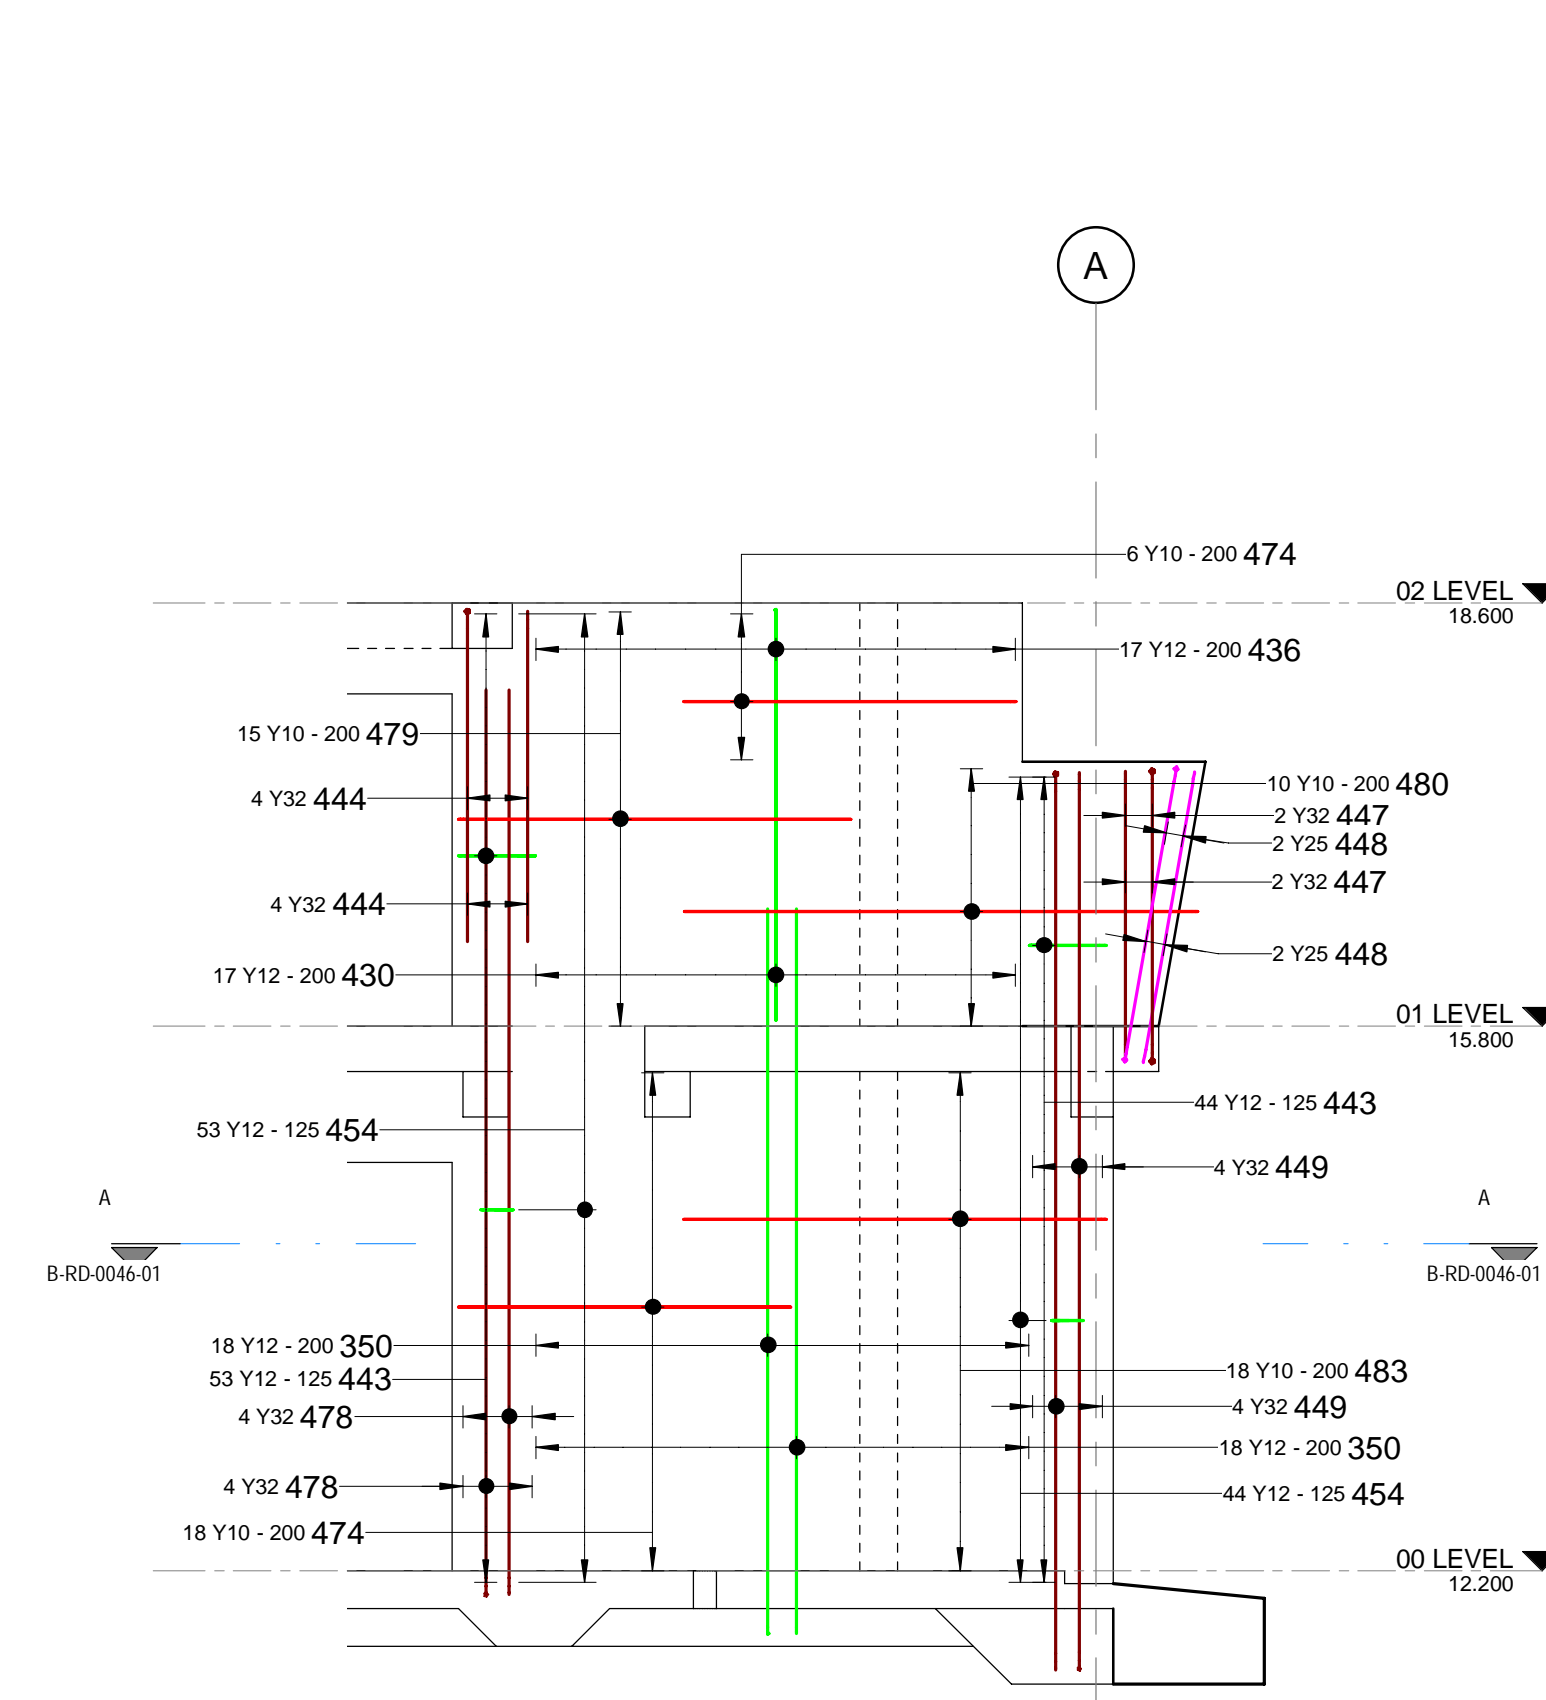 A
6 Y10 - 200 474
02 LEVEL
18.600
17 Y12 - 200 436
15 Y10 - 200 479
10 Y10 - 200 480
4 Y32 444
2 Y32 447
2 Y25 448
2 Y32 447
4 Y32 444
2 Y25 448
17 Y12 - 200 430
01 LEVEL
15.800
44 Y12 - 125 443
53 Y12 - 125 454
4 Y32 449
A
A
B-RD-0046-01
B-RD-0046-01
18 Y12 - 200 350
18 Y10 - 200 483
53 Y12 - 125 443
4 Y32 449
4 Y32 478
18 Y12 - 200 350
4 Y32 478
44 Y12 - 125 454
18 Y10 - 200 474
00 LEVEL
12.200